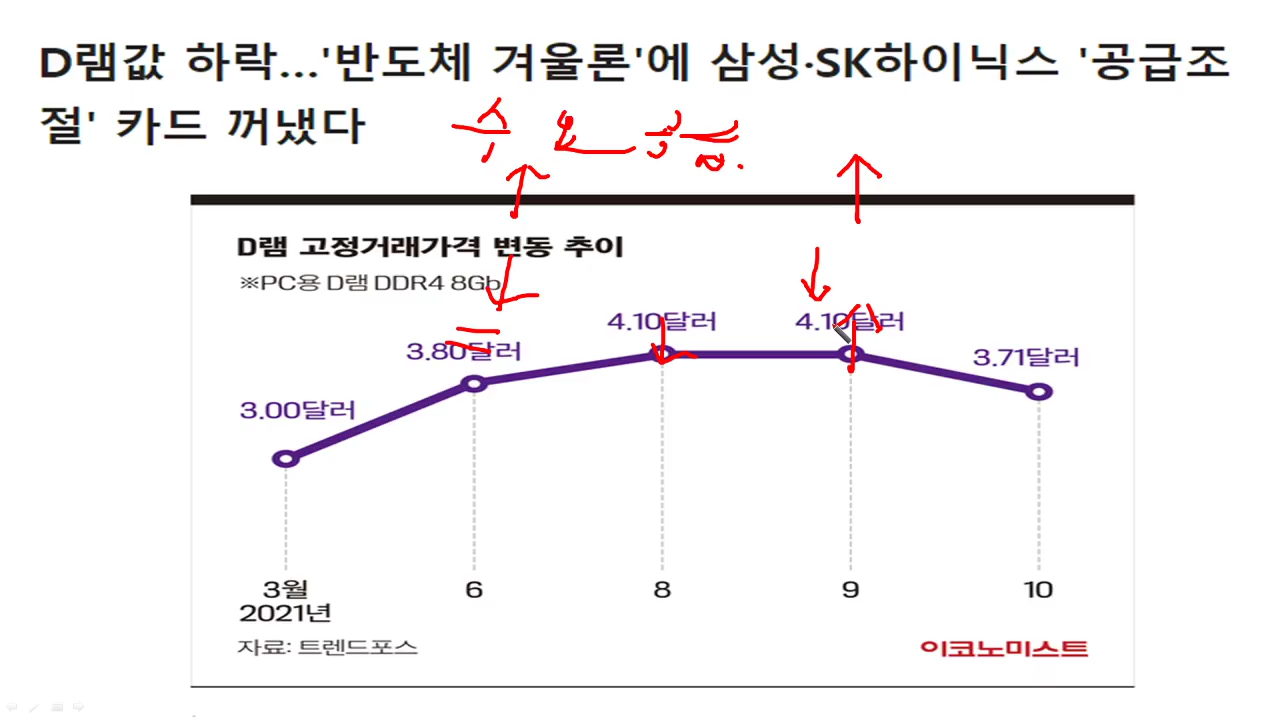 D램값 하락...'반도체 겨울론'에 삼성·SK하이닉스 '공급조
절' 카드 꺼냈다
D램 고정거래가격 변동 추이
※PC용 D램 DDR4 8Gb
4.10달러
4.10달러
3.80달러
3.71달러
3.00달러
3월 6 8 9 10
2021년
자료: 트렌드포스
이코노미스트